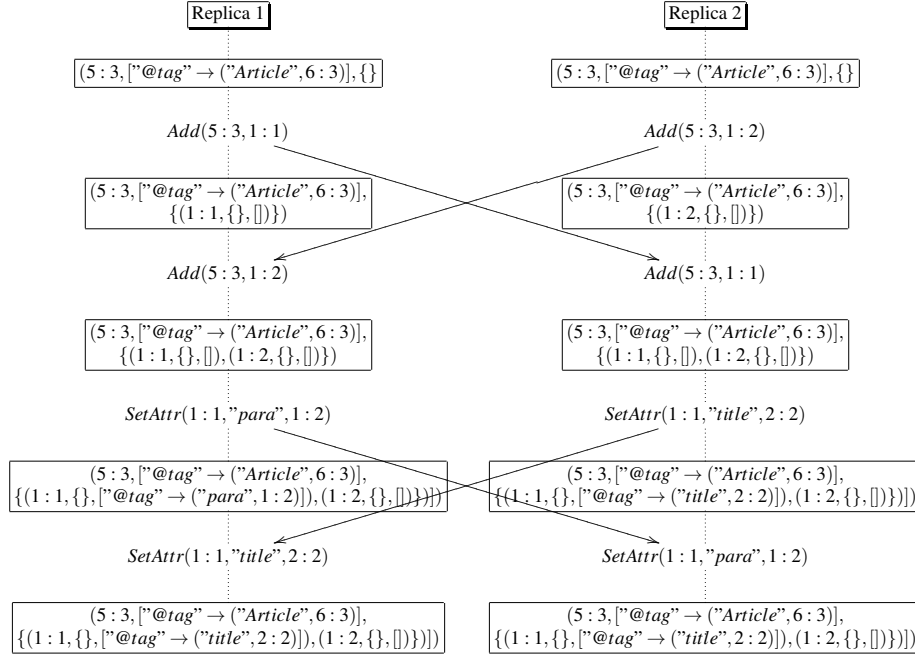 Replica 1
Replica 2
(5 : 3, ["@tag" → ("Article", 6 : 3)], {}
(5 : 3, ["@tag" → ("Article", 6 : 3)], {}
Add(5 : 3, 1 : 1)
Add(5 : 3, 1 : 2)
(5 : 3, ["@tag" → ("Article", 6 : 3)],
{(1 : 1, {}, [])})
(5 : 3, ["@tag" → ("Article", 6 : 3)],
{(1 : 2, {}, [])})
Add(5 : 3, 1 : 2)
Add(5 : 3, 1 : 1)
(5 : 3, ["@tag" → ("Article", 6 : 3)],
{(1 : 1, {}, []), (1 : 2, {}, [])})
(5 : 3, ["@tag" → ("Article", 6 : 3)],
{(1 : 1, {}, []), (1 : 2, {}, [])})
SetAttr(1 : 1, "para", 1 : 2)
SetAttr(1 : 1, "title", 2 : 2)
(5 : 3, ["@tag" → ("Article", 6 : 3)],
{(1 : 1, {}, ["@tag" → ("para", 1 : 2)]), (1 : 2, {}, [])})])
(5 : 3, ["@tag" → ("Article", 6 : 3)],
{(1 : 1, {}, ["@tag" → ("title", 2 : 2)]), (1 : 2, {}, [])})])
SetAttr(1 : 1, "title", 2 : 2)
SetAttr(1 : 1, "para", 1 : 2)
(5 : 3, ["@tag" → ("Article", 6 : 3)],
{(1 : 1, {}, ["@tag" → ("title", 2 : 2)]), (1 : 2, {}, [])})])
(5 : 3, ["@tag" → ("Article", 6 : 3)],
{(1 : 1, {}, ["@tag" → ("title", 2 : 2)]), (1 : 2, {}, [])})])